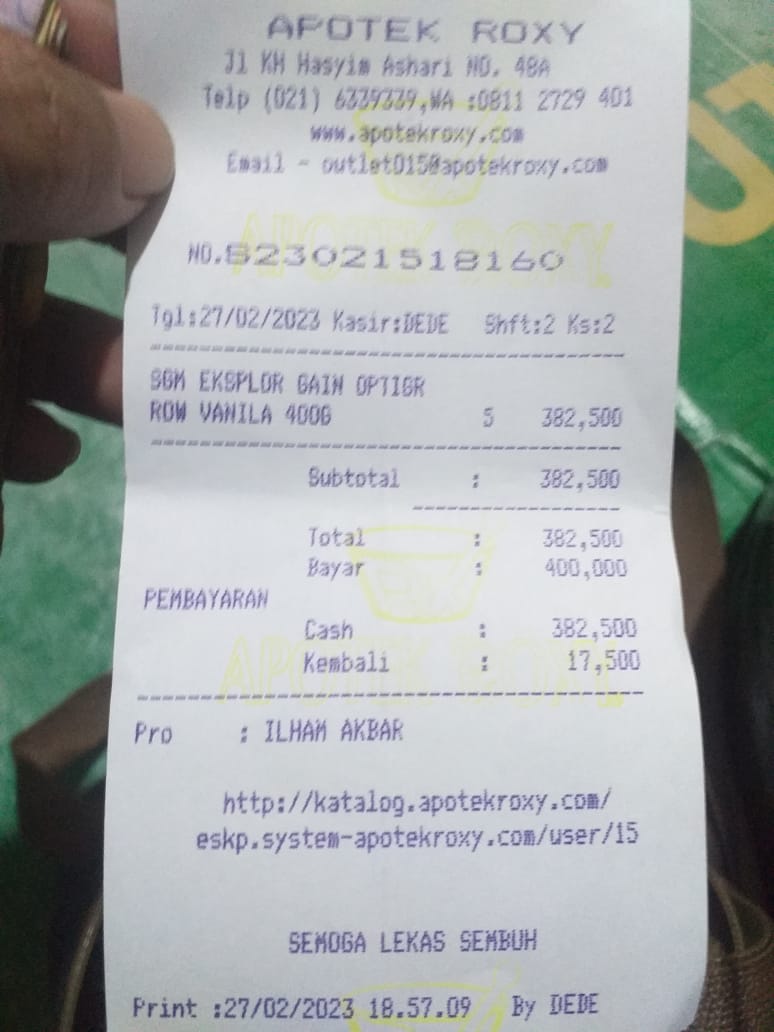 APOTEK ROXY
Jl KH Hasyim Ashari NO. 48A
Telp (021) 6339339,WA :0811 2729 401
www.apotekroxy.com
Email - outlet015@apotekroxy.com
NO.S23021518160
Tgl:27/02/2023 Kasir:DEDE Shft:2 Ks:2
SGM EKSPLOR GAIN OPTIGR
ROW VANILA 400G 5 382,500
Subtotal : 382,500
Total : 382,500
Bayar : 400,000
PEMBAYARAN
Cash : 382,500
Kembali : 17,500
Pro : ILHAM AKBAR
http://katalog.apotekroxy.com/
eskp.system-apotekroxy.com/user/15
SEMOGA LEKAS SEMBUH
Print :27/02/2023 18.57.09 By DEDE